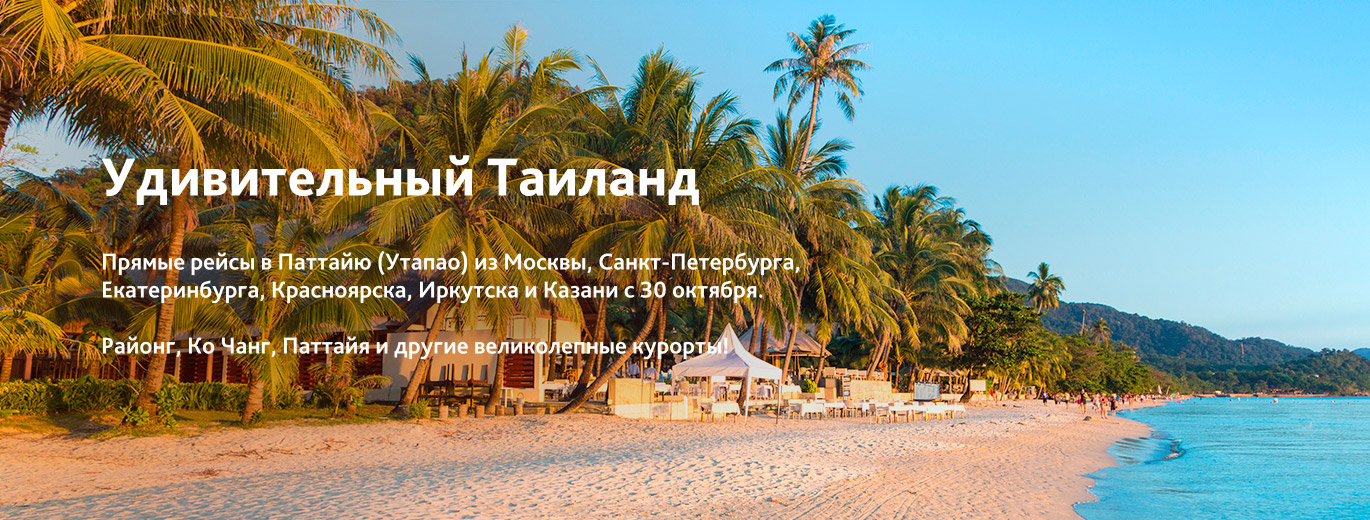 Удивительный Таиланд
Прямые рейсы в Паттайю (Утапао) из Москвы, Санкт-Петербурга,
Екатеринбурга, Красноярска, Иркутска и Казани с 30 октября.
Районг, Ко Чанг, Паттайя и другие великолепные курорты!